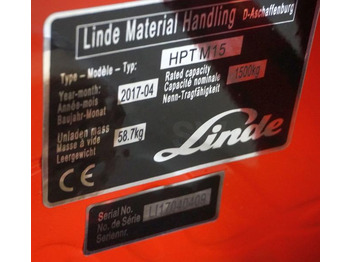 Linde Material Handling D-Aschaffenburg
Type - Modèle - Typ: HPT M15
Year-month: Rated capacity
Année-mois 2017-04 Capacité nominale 1500kg
Baujahr-Monat: Nenn-Tragfähigkeit
Unladen mass
Masse à vide 58.7kg
Leergewicht
Linde
CE
Serial No.
No. de Série
Seriennr.